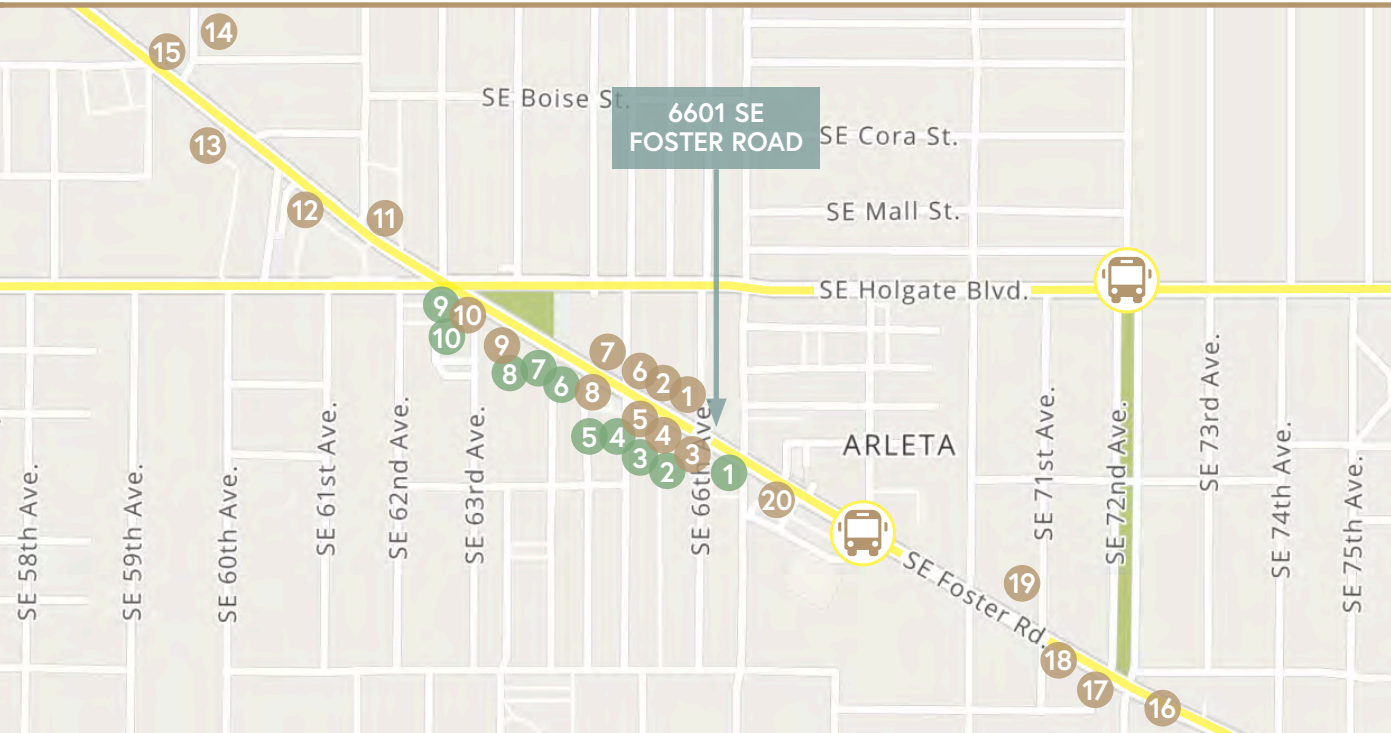 14
15
SE Boise St.
6601 SE
FOSTER ROAD
SE Cora St.
13
12
11
SE Mall St.
SE Holgate Blvd.
9
10
10
9
8
7
6
8
7
6
2
1
5
4
3
5
4
3
2
1
20
ARLETA
SE 58th Ave.
SE 59th Ave.
SE 60th Ave.
SE 61st Ave.
SE 62nd Ave.
SE 63rd Ave.
SE 66th Ave.
SE 71st Ave.
SE 72nd Ave.
SE 73rd Ave.
SE 74th Ave.
SE 75th Ave.
SE Foster Rd.
19
18
17
16